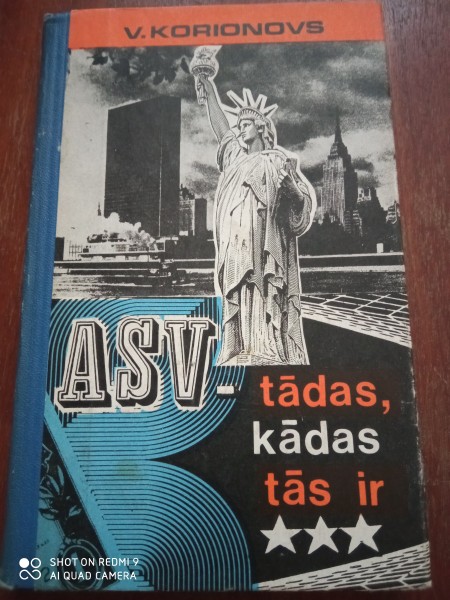 V.KORIONOVS
ASV-
tādas,
kādas
tās ir
SHOT ON REDMI 9
AI QUAD CAMERA